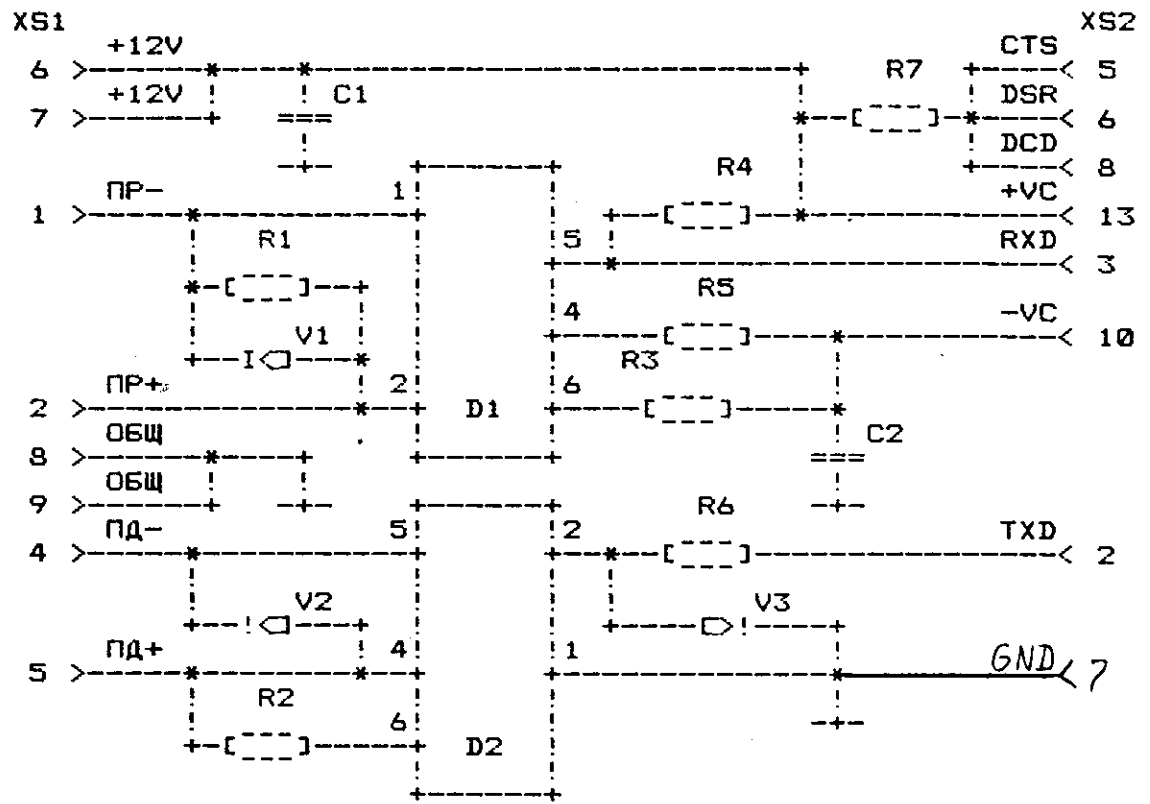 XS1 XS2
+12V CTS
6 R7 5
+12V C1 DSR
7 6
DCD
R4 8
ПР- 1 +VC
1 13
R1 5 RXD
3
R5
4 -VC
V1 10
R3
ПР+ 2 6
2 D1
ОБЩ C2
8
ОБЩ
9 R6
ПД- 5 2 TXD
4 2
V2 V3
ПД+ 4 1 GND
5 7
R2
6
D2